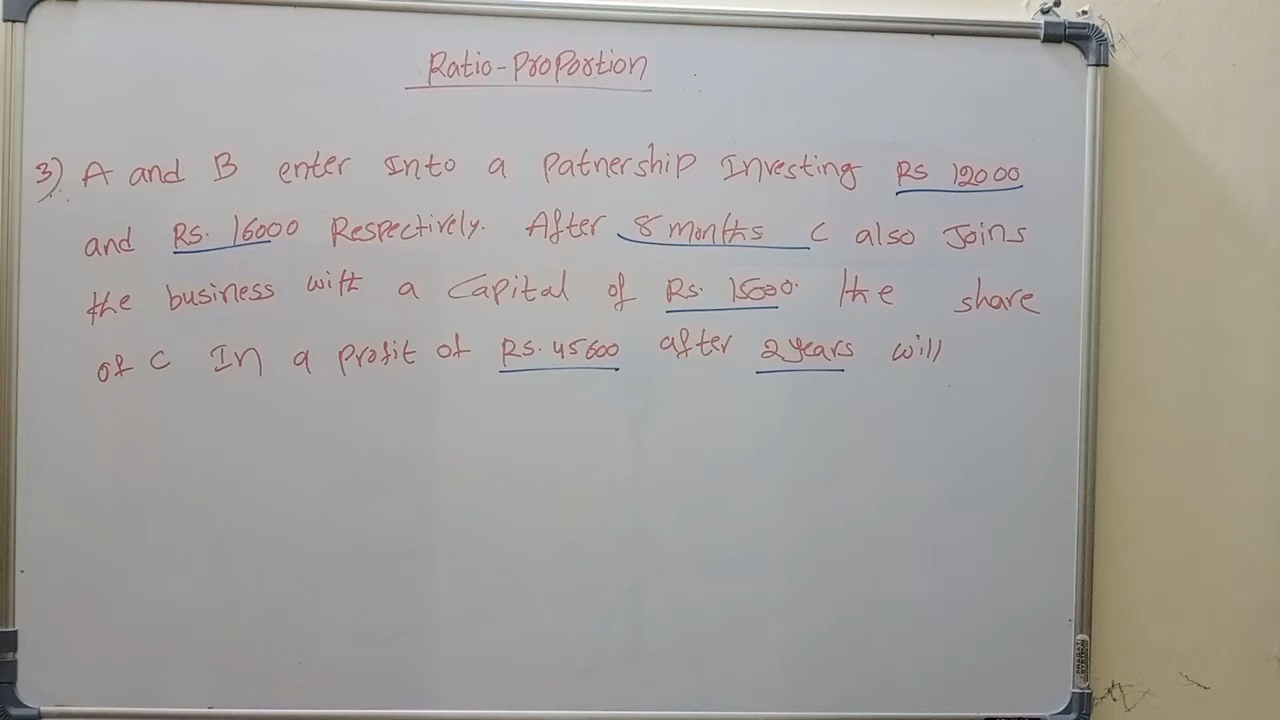 Ratio-Proportion
3). A and B enter Into a Patnership Investing RS 12000
and RS. 16000 Respectively. After 8 months C also Joins
the business with a Capital of Rs. 15000. The share
of C In a Profit of RS. 45600 after 2 years will